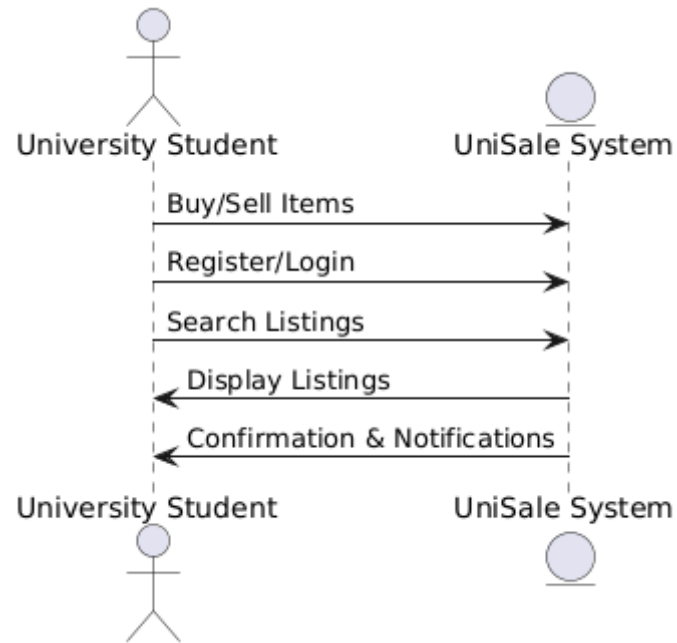 University Student
UniSale System
Buy/Sell Items
Register/Login
Search Listings
Display Listings
Confirmation & Notifications
University Student
UniSale System